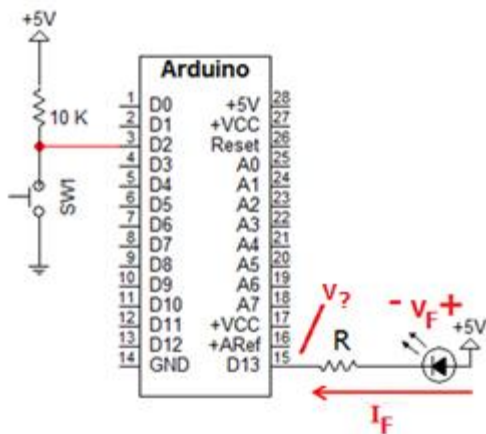 +5V
10 K
SW1
Arduino
1 D0 +5V 28
2 D1 +VCC 27
3 D2 Reset 26
4 D3 A0 25
5 D4 A1 24
6 D5 A2 23
7 D6 A3 22
8 D7 A4 21
9 D8 A5 20
10 D9 A6 19
11 D10 A7 18
12 D11 +VCC 17
13 D12 +ARef 16
14 GND D13 15
V?
R
- VF +
+5V
IF